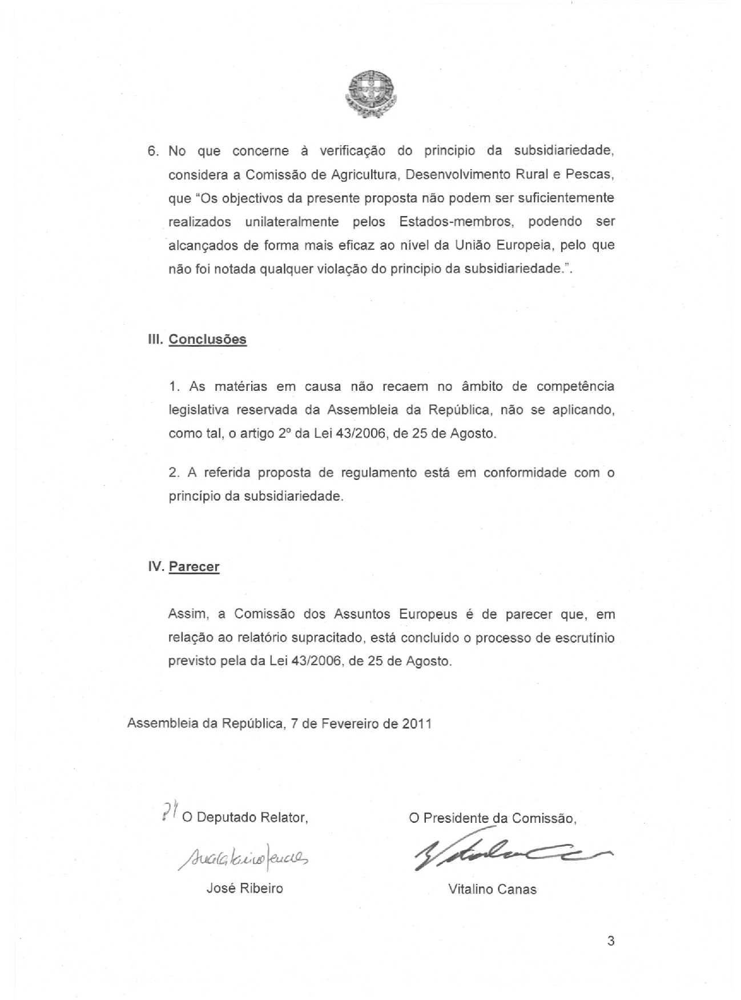 6. No que concerne à verificação do principio da subsidiariedade,
considera a Comissão de Agricultura, Desenvolvimento Rural e Pescas,
que “Os objectivos da presente proposta não podem ser suficientemente
realizados unilateralmente pelos Estados-membros, podendo ser
alcançados de forma mais eficaz ao nível da União Europeia, pelo que
não foi notada qualquer violação do principio da subsidiariedade.”.
III. Conclusões
1. As matérias em causa não recaem no âmbito de competência
legislativa reservada da Assembleia da República, não se aplicando,
como tal, o artigo 2º da Lei 43/2006, de 25 de Agosto.
2. A referida proposta de regulamento está em conformidade com o
princípio da subsidiariedade.
IV. Parecer
Assim, a Comissão dos Assuntos Europeus é de parecer que, em
relação ao relatório supracitado, está concluído o processo de escrutínio
previsto pela da Lei 43/2006, de 25 de Agosto.
Assembleia da República, 7 de Fevereiro de 2011
O Deputado Relator, O Presidente da Comissão,
José Ribeiro Vitalino Canas
3